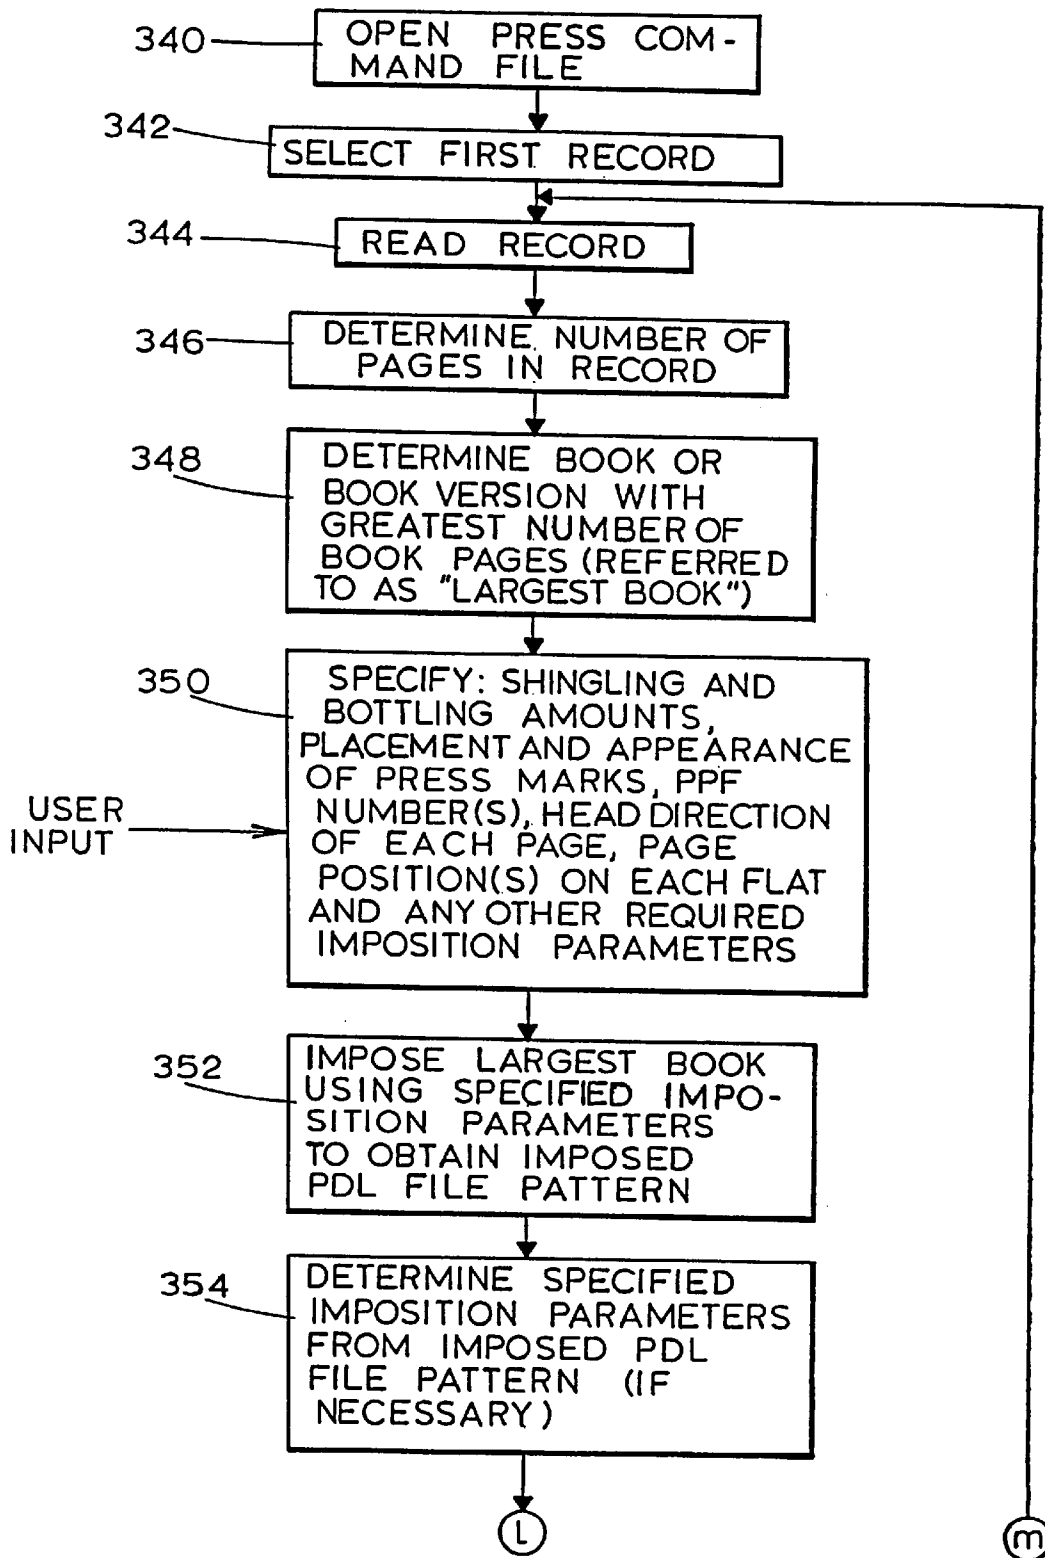 340
OPEN PRESS COM-
MAND FILE
342
SELECT FIRST RECORD
344
READ RECORD
346
DETERMINE NUMBER OF
PAGES IN RECORD
348
DETERMINE BOOK OR
BOOK VERSION WITH
GREATEST NUMBER OF
BOOK PAGES (REFERRED
TO AS "LARGEST BOOK")
350
SPECIFY: SHINGLING AND
BOTTLING AMOUNTS,
PLACEMENT AND APPEARANCE
OF PRESS MARKS, PPF
NUMBER(S), HEAD DIRECTION
OF EACH PAGE, PAGE
POSITION(S) ON EACH FLAT
AND ANY OTHER REQUIRED
IMPOSITION PARAMETERS
USER
INPUT
352
IMPOSE LARGEST BOOK
USING SPECIFIED IMPO-
SITION PARAMETERS
TO OBTAIN IMPOSED
PDL FILE PATTERN
354
DETERMINE SPECIFIED
IMPOSITION PARAMETERS
FROM IMPOSED PDL
FILE PATTERN (IF
NECESSARY)
L
m